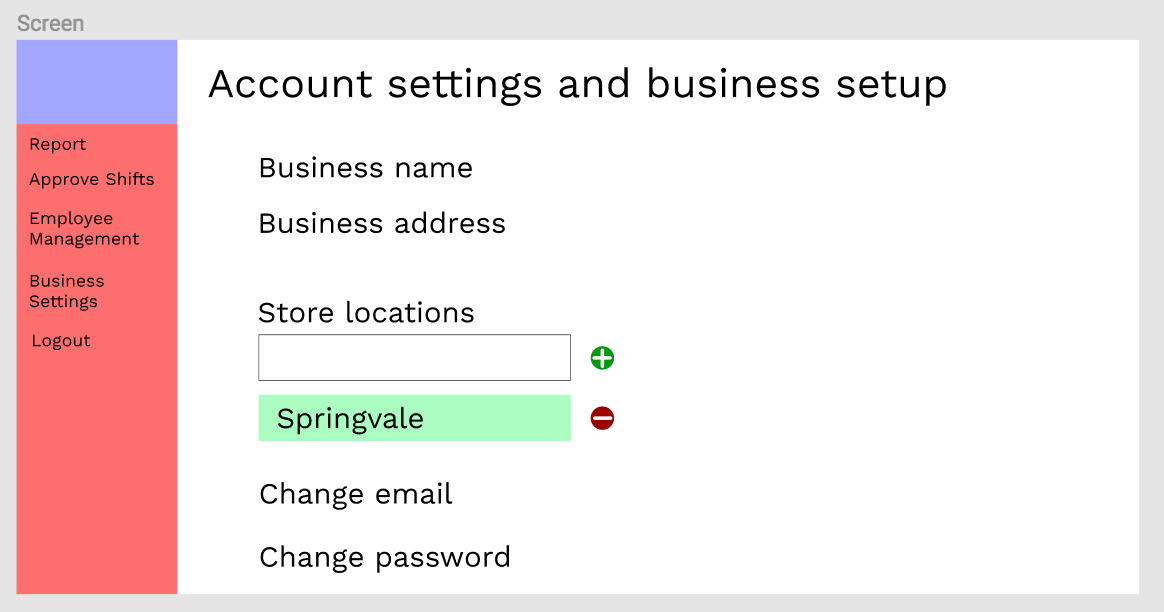 Screen
Account settings and business setup
Report
Approve Shifts
Employee
Management
Business
Settings
Logout
Business name
Business address
Store locations
Springvale
Change email
Change password